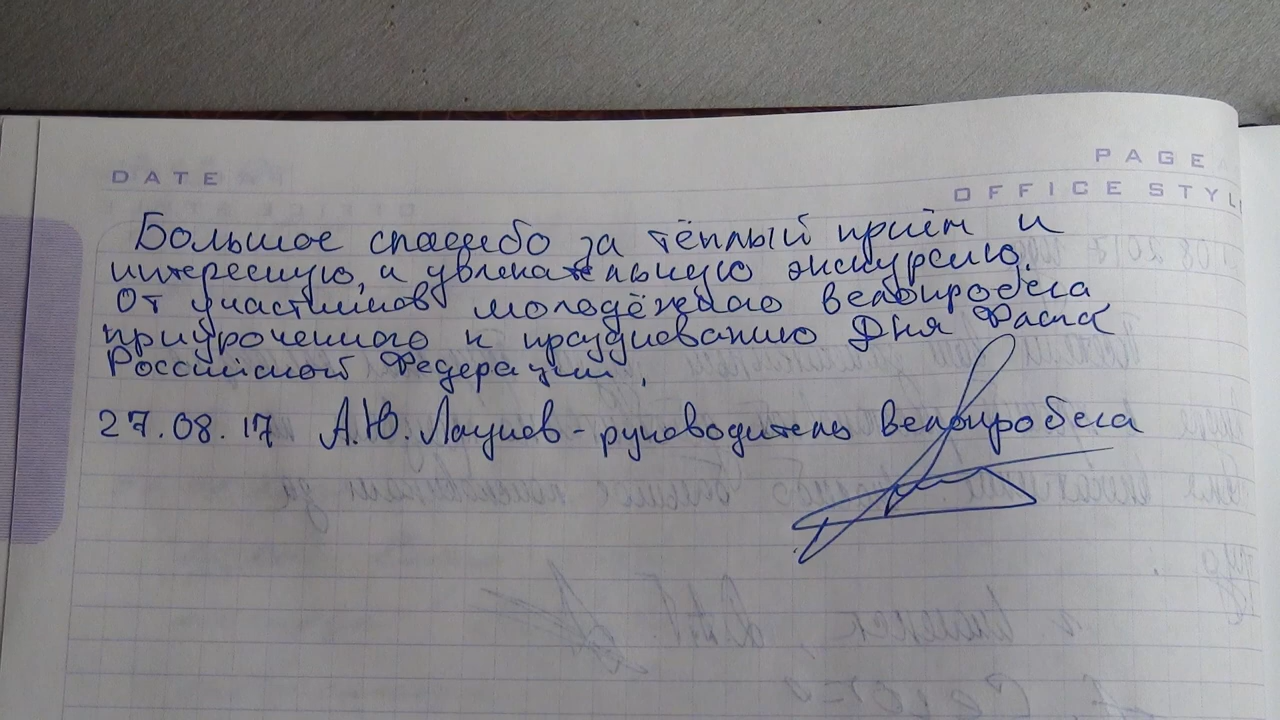 DATE
PAGE
OFFICE STYL
Большое спасибо за тёплый приём и
интересную, и увлекательную экскурсию.
От участников молодёжного велопробега
приуроченного к празднованию Дня Флага
Российской Федерации.
27.08.17 А.Ю. - руководитель велопробега